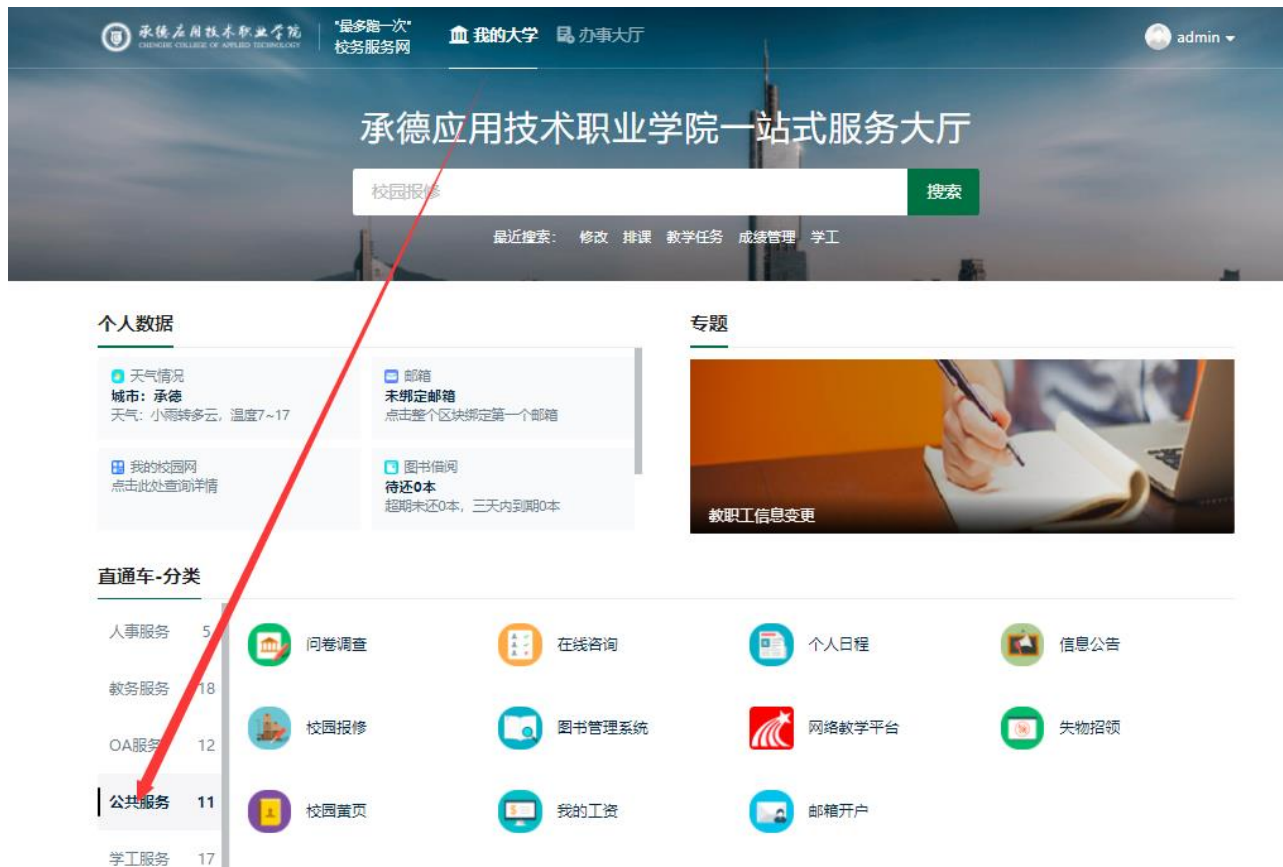 承德应用技术职业学院
CHENGDE COLLEGE OF APPLIED TECHNOLOGY
"最多跑一次"
校务服务网
我的大学 办事大厅
admin
承德应用技术职业学院一站式服务大厅
校园报修 搜索
最近搜索： 修改 排课 教学任务 成绩管理 学工
个人数据
天气情况
城市：承德
天气：小雨转多云，温度7~17
邮箱
未绑定邮箱
点击整个区块绑定第一个邮箱
我的校园网
点击此处查询详情
图书借阅
待还0本
超期未还0本，三天内到期0本
专题
教职工信息变更
直通车-分类
人事服务 5
教务服务 18
OA服务 12
公共服务 11
学工服务 17
问卷调查 在线咨询 个人日程 信息公告
校园报修 图书管理系统 网络教学平台 失物招领
校园黄页 我的工资 邮箱开户